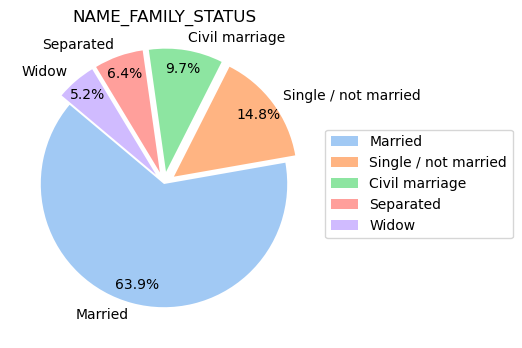 NAME_FAMILY_STATUS
Civil marriage
Separated
Widow
9.7%
6.4%
5.2%
Single / not married
14.8%
63.9%
Married
Married
Single / not married
Civil marriage
Separated
Widow